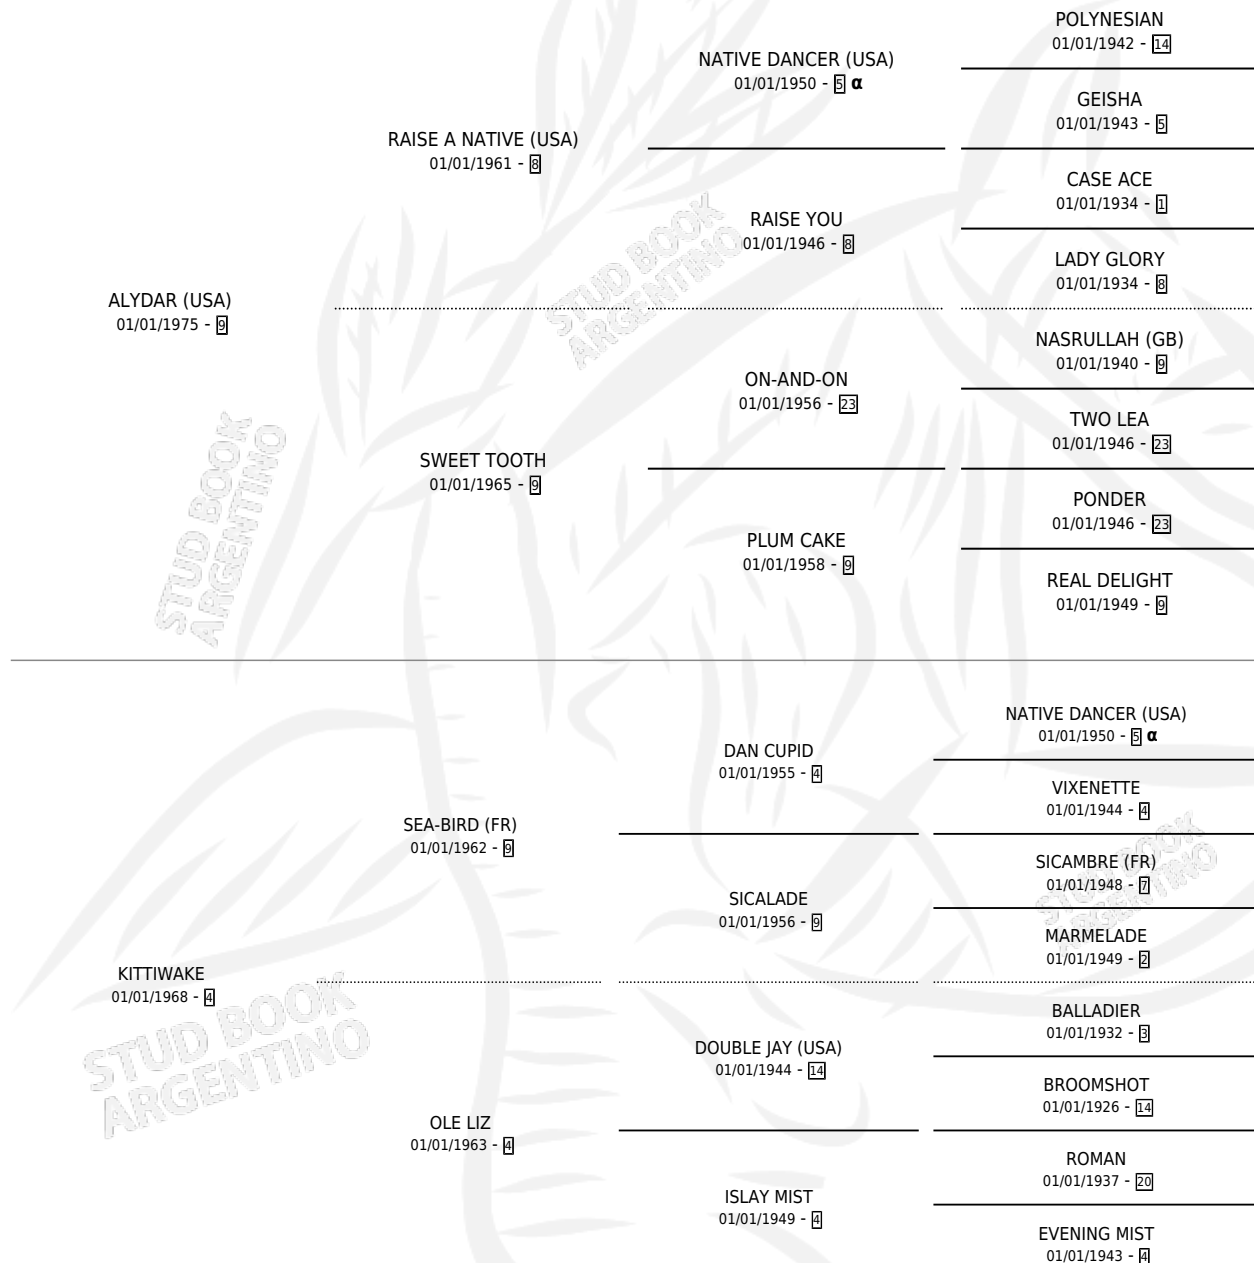 POLYNESIAN
01/01/1942 - 14
NATIVE DANCER (USA)
01/01/1950 - 5 α
GEISHA
01/01/1943 - 5
RAISE A NATIVE (USA)
01/01/1961 - 8
CASE ACE
01/01/1934 - 1
RAISE YOU
01/01/1946 - 8
LADY GLORY
01/01/1934 - 8
STUD BOOK
ARGENTINO
ALYDAR (USA)
01/01/1975 - 9
NASRULLAH (GB)
01/01/1940 - 9
ON-AND-ON
01/01/1956 - 23
TWO LEA
01/01/1946 - 23
SWEET TOOTH
01/01/1965 - 9
PONDER
01/01/1946 - 23
PLUM CAKE
01/01/1958 - 9
REAL DELIGHT
01/01/1949 - 9
STUD BOOK
ARGENTINO
NATIVE DANCER (USA)
01/01/1950 - 5 α
DAN CUPID
01/01/1955 - 4
VIXENETTE
01/01/1944 - 4
SEA-BIRD (FR)
01/01/1962 - 9
SICAMBRE (FR)
01/01/1948 - 7
STUD BOOK
ARGENTINO
SICALADE
01/01/1956 - 9
MARMELADE
01/01/1949 - 2
KITTIWAKE
01/01/1968 - 4
STUD BOOK
ARGENTINO
BALLADIER
01/01/1932 - 3
DOUBLE JAY (USA)
01/01/1944 - 14
BROOMSHOT
01/01/1926 - 14
OLE LIZ
01/01/1963 - 4
ROMAN
01/01/1937 - 20
ISLAY MIST
01/01/1949 - 4
EVENING MIST
01/01/1943 - 4